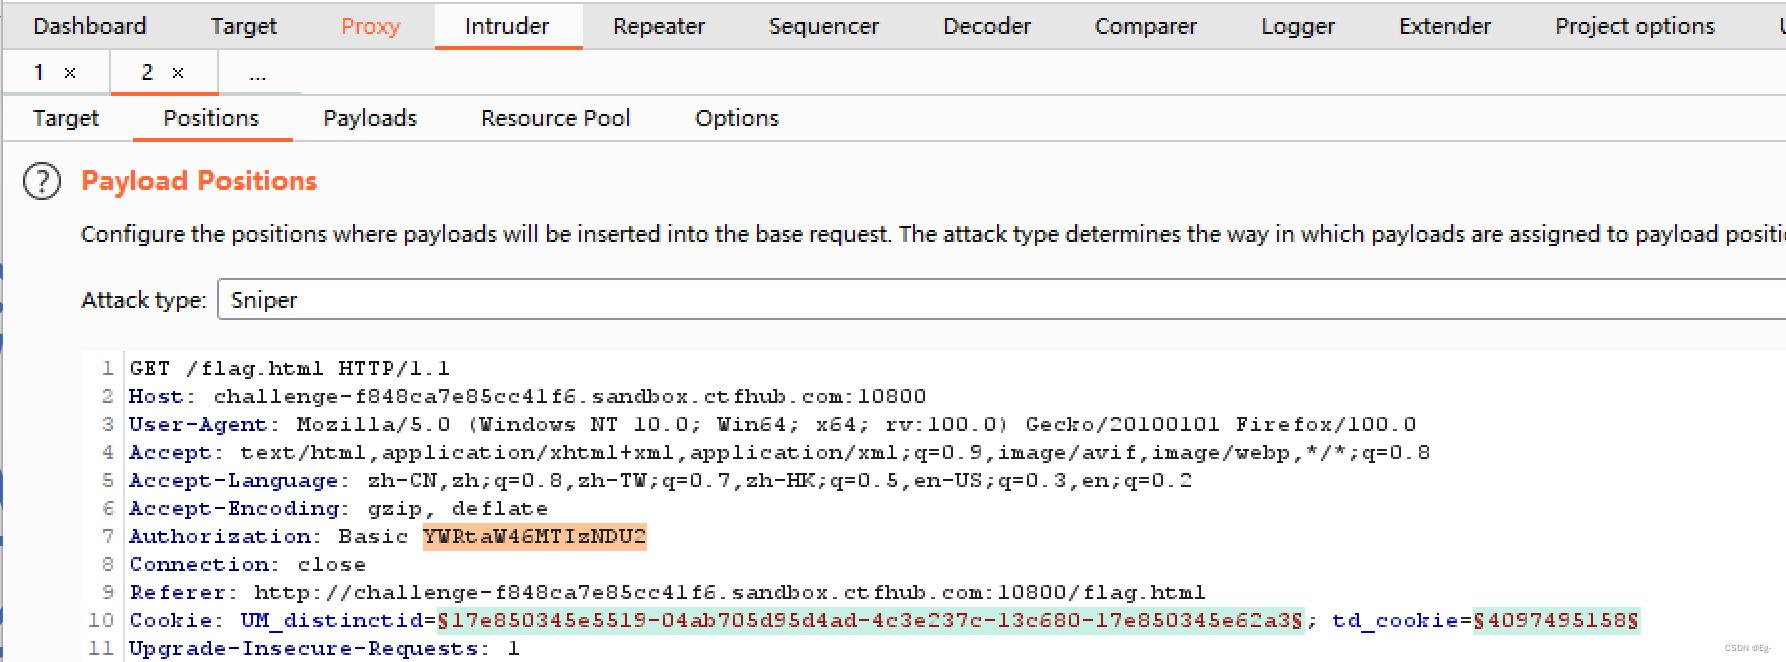 Dashboard Target Proxy Intruder Repeater Sequencer Decoder Comparer Logger Extender Project options
1 × 2 × ...
Target Positions Payloads Resource Pool Options
? Payload Positions
Configure the positions where payloads will be inserted into the base request. The attack type determines the way in which payloads are assigned to payload positi
Attack type: Sniper
1 GET /flag.html HTTP/1.1
2 Host: challenge-f848ca7e85cc41f6.sandbox.ctfhub.com:10800
3 User-Agent: Mozilla/5.0 (Windows NT 10.0; Win64; x64; rv:100.0) Gecko/20100101 Firefox/100.0
4 Accept: text/html,application/xhtml+xml,application/xml;q=0.9,image/avif,image/webp,*/*;q=0.8
5 Accept-Language: zh-CN,zh;q=0.8,zh-TW;q=0.7,zh-HK;q=0.5,en-US;q=0.3,en;q=0.2
6 Accept-Encoding: gzip, deflate
7 Authorization: Basic YWRtaW46MTIzNDU2
8 Connection: close
9 Referer: http://challenge-f848ca7e85cc41f6.sandbox.ctfhub.com:10800/flag.html
10 Cookie: UM_distinctid=§17e850345e5519-04ab705d95d4ad-4c3e237c-13c680-17e850345e62a3§; td_cookie=§4097495158§
11 Upgrade-Insecure-Requests: 1
CSDN @Eg-